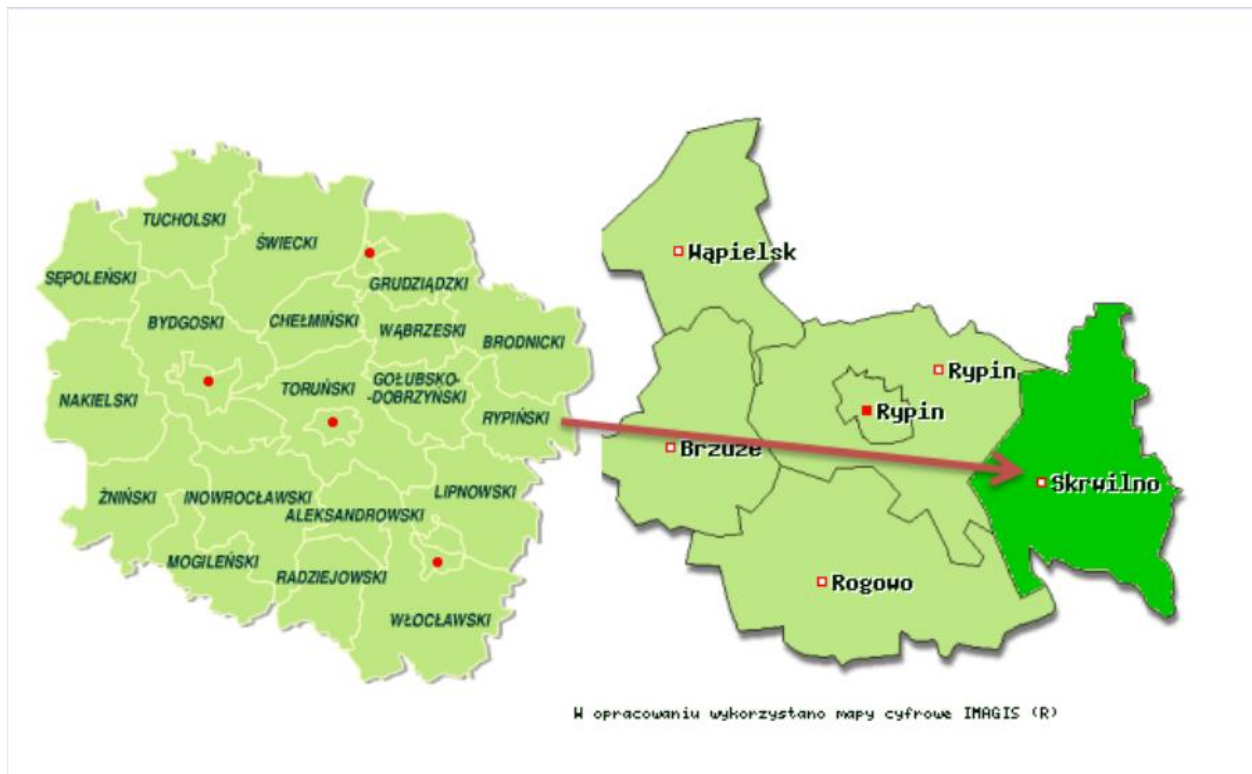 TUCHOLSKI
ŚWIECKI
SĘPOLEŃSKI
GRUDZIĄDZKI
BYDGOSKI
CHEŁMIŃSKI
WĄBRZESKI
BRODNICKI
NAKIELSKI
TORUŃSKI
GOŁUBSKO-
-DOBRZYŃSKI
RYPIŃSKI
ŻNIŃSKI
INOWROCŁAWSKI
LIPNOWSKI
ALEKSANDROWSKI
MOGILEŃSKI
RADZIEJOWSKI
WŁOCŁAWSKI
Wąpielsk
Rypin
Rypin
Brzuze
Skrwilno
Rogowo
W opracowaniu wykorzystano mapy cyfrowe IMAGIS (R)